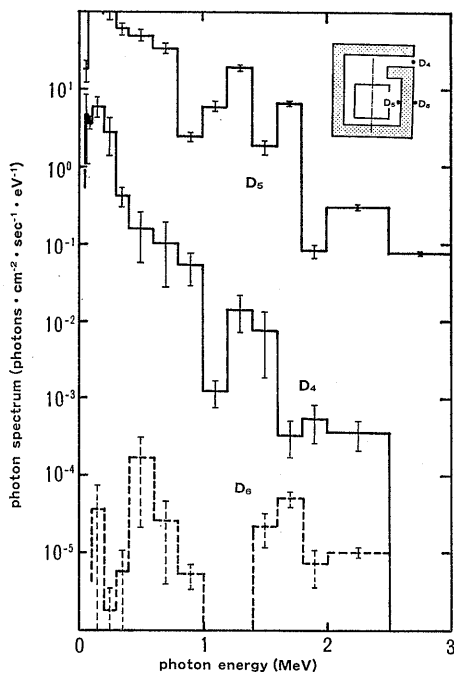 photon spectrum (photons · cm⁻² · sec⁻¹ · eV⁻¹)
10¹
10⁰
10⁻¹
10⁻²
10⁻³
10⁻⁴
10⁻⁵
D₄
D₅
D₆
D₅
D₄
D₆
0
1
2
3
photon energy (MeV)